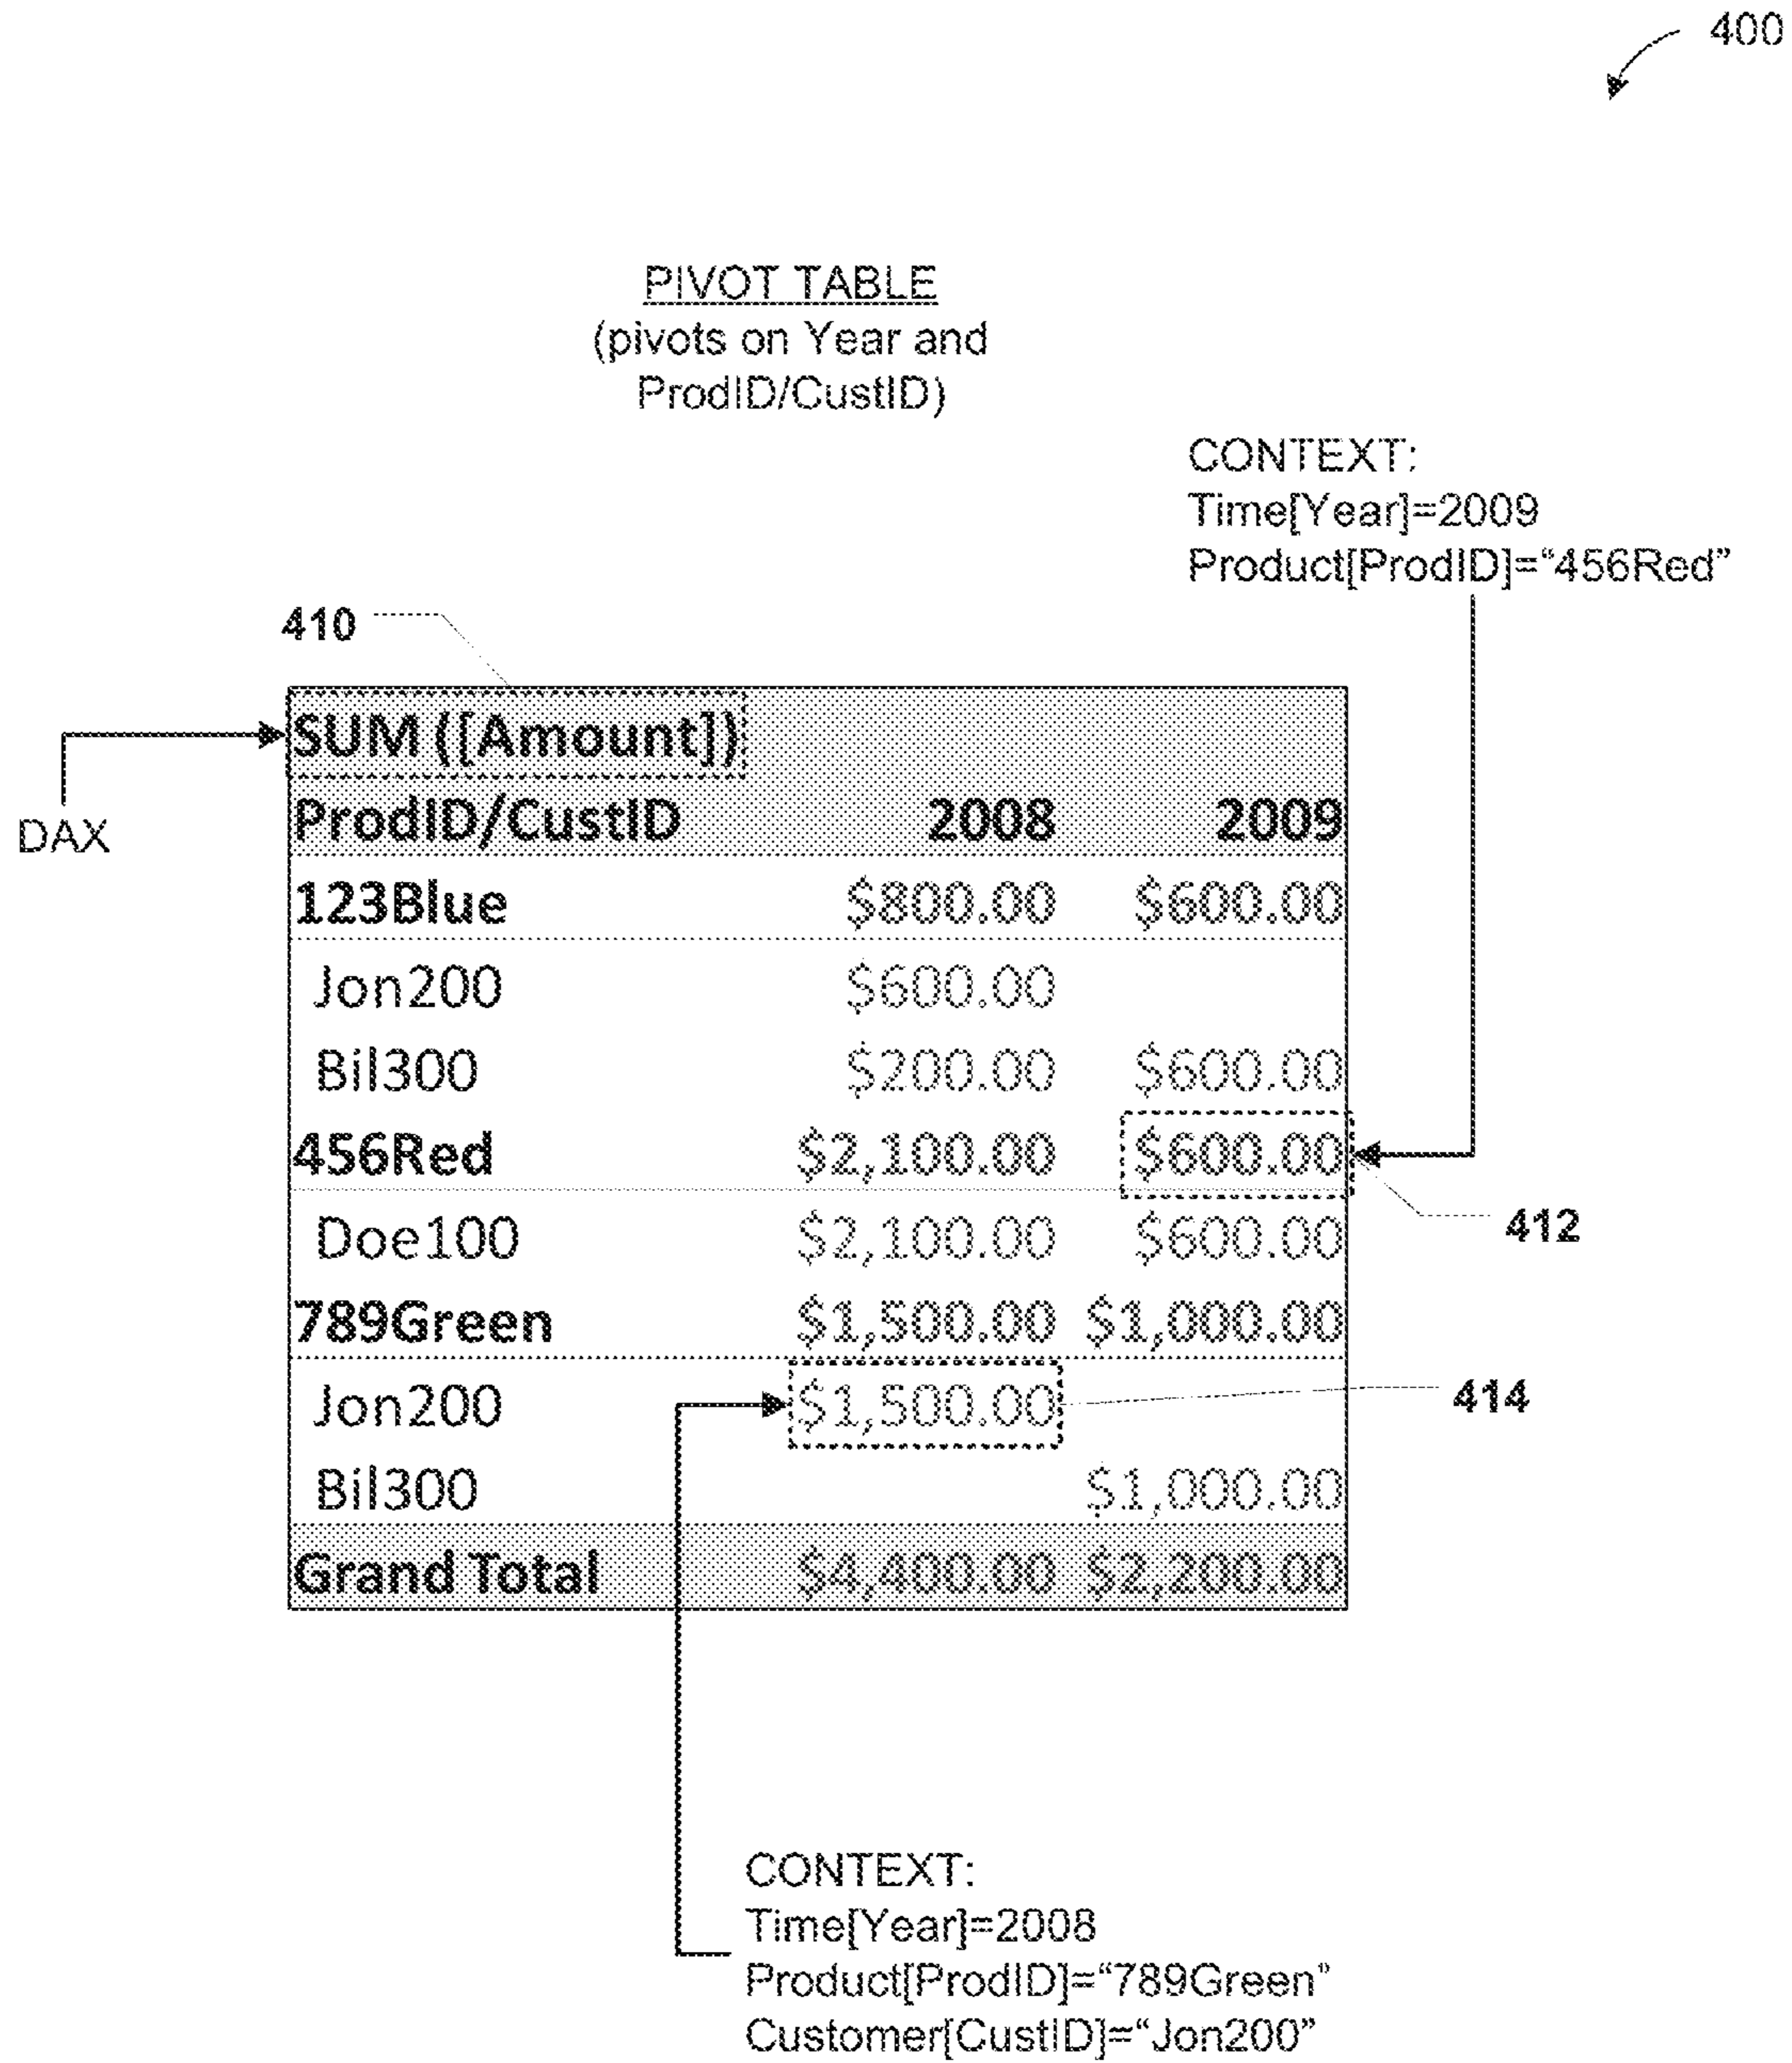 400
PIVOT TABLE
(pivots on Year and
ProdID/CustID)
CONTEXT:
Time[Year]=2009
Product[ProdID]=“456Red”
410
SUM ([Amount])
DAX
ProdID/CustID 2008 2009
123Blue $800.00 $600.00
Jon200 $600.00
Bil300 $200.00 $600.00
456Red $2,100.00 $600.00
412
Doe100 $2,100.00 $600.00
789Green $1,500.00 $1,000.00
Jon200 $1,500.00
414
Bil300 $1,000.00
Grand Total $4,400.00 $2,200.00
CONTEXT:
Time[Year]=2008
Product[ProdID]=“789Green”
Customer[CustID]=“Jon200”